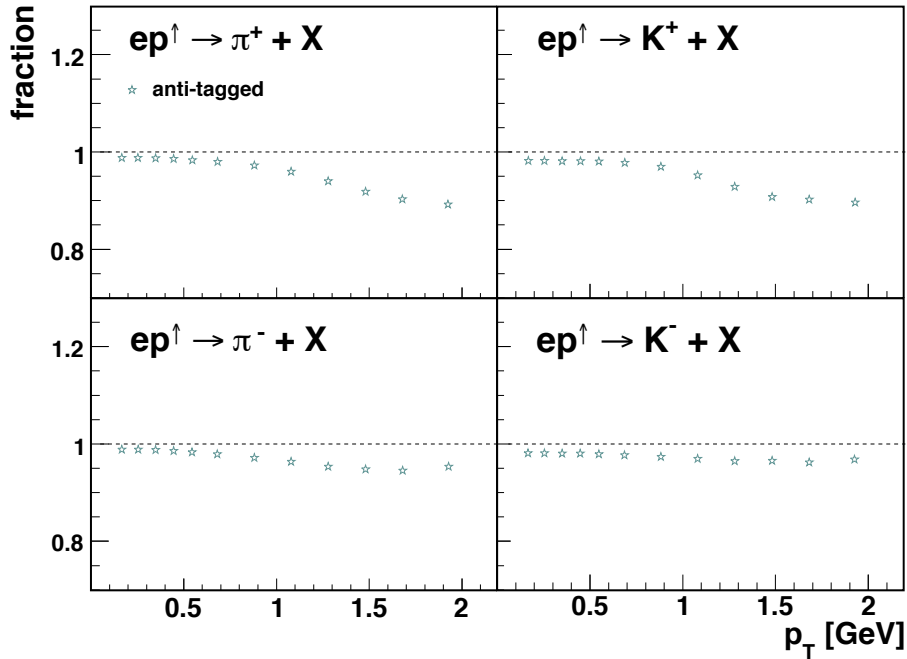 fraction
ep↑ → π⁺ + X
anti-tagged
1.2
1
0.8
ep↑ → K⁺ + X
ep↑ → π⁻ + X
1.2
1
0.8
ep↑ → K⁻ + X
0.5 1 1.5 2
0.5 1 1.5 2
p_T [GeV]